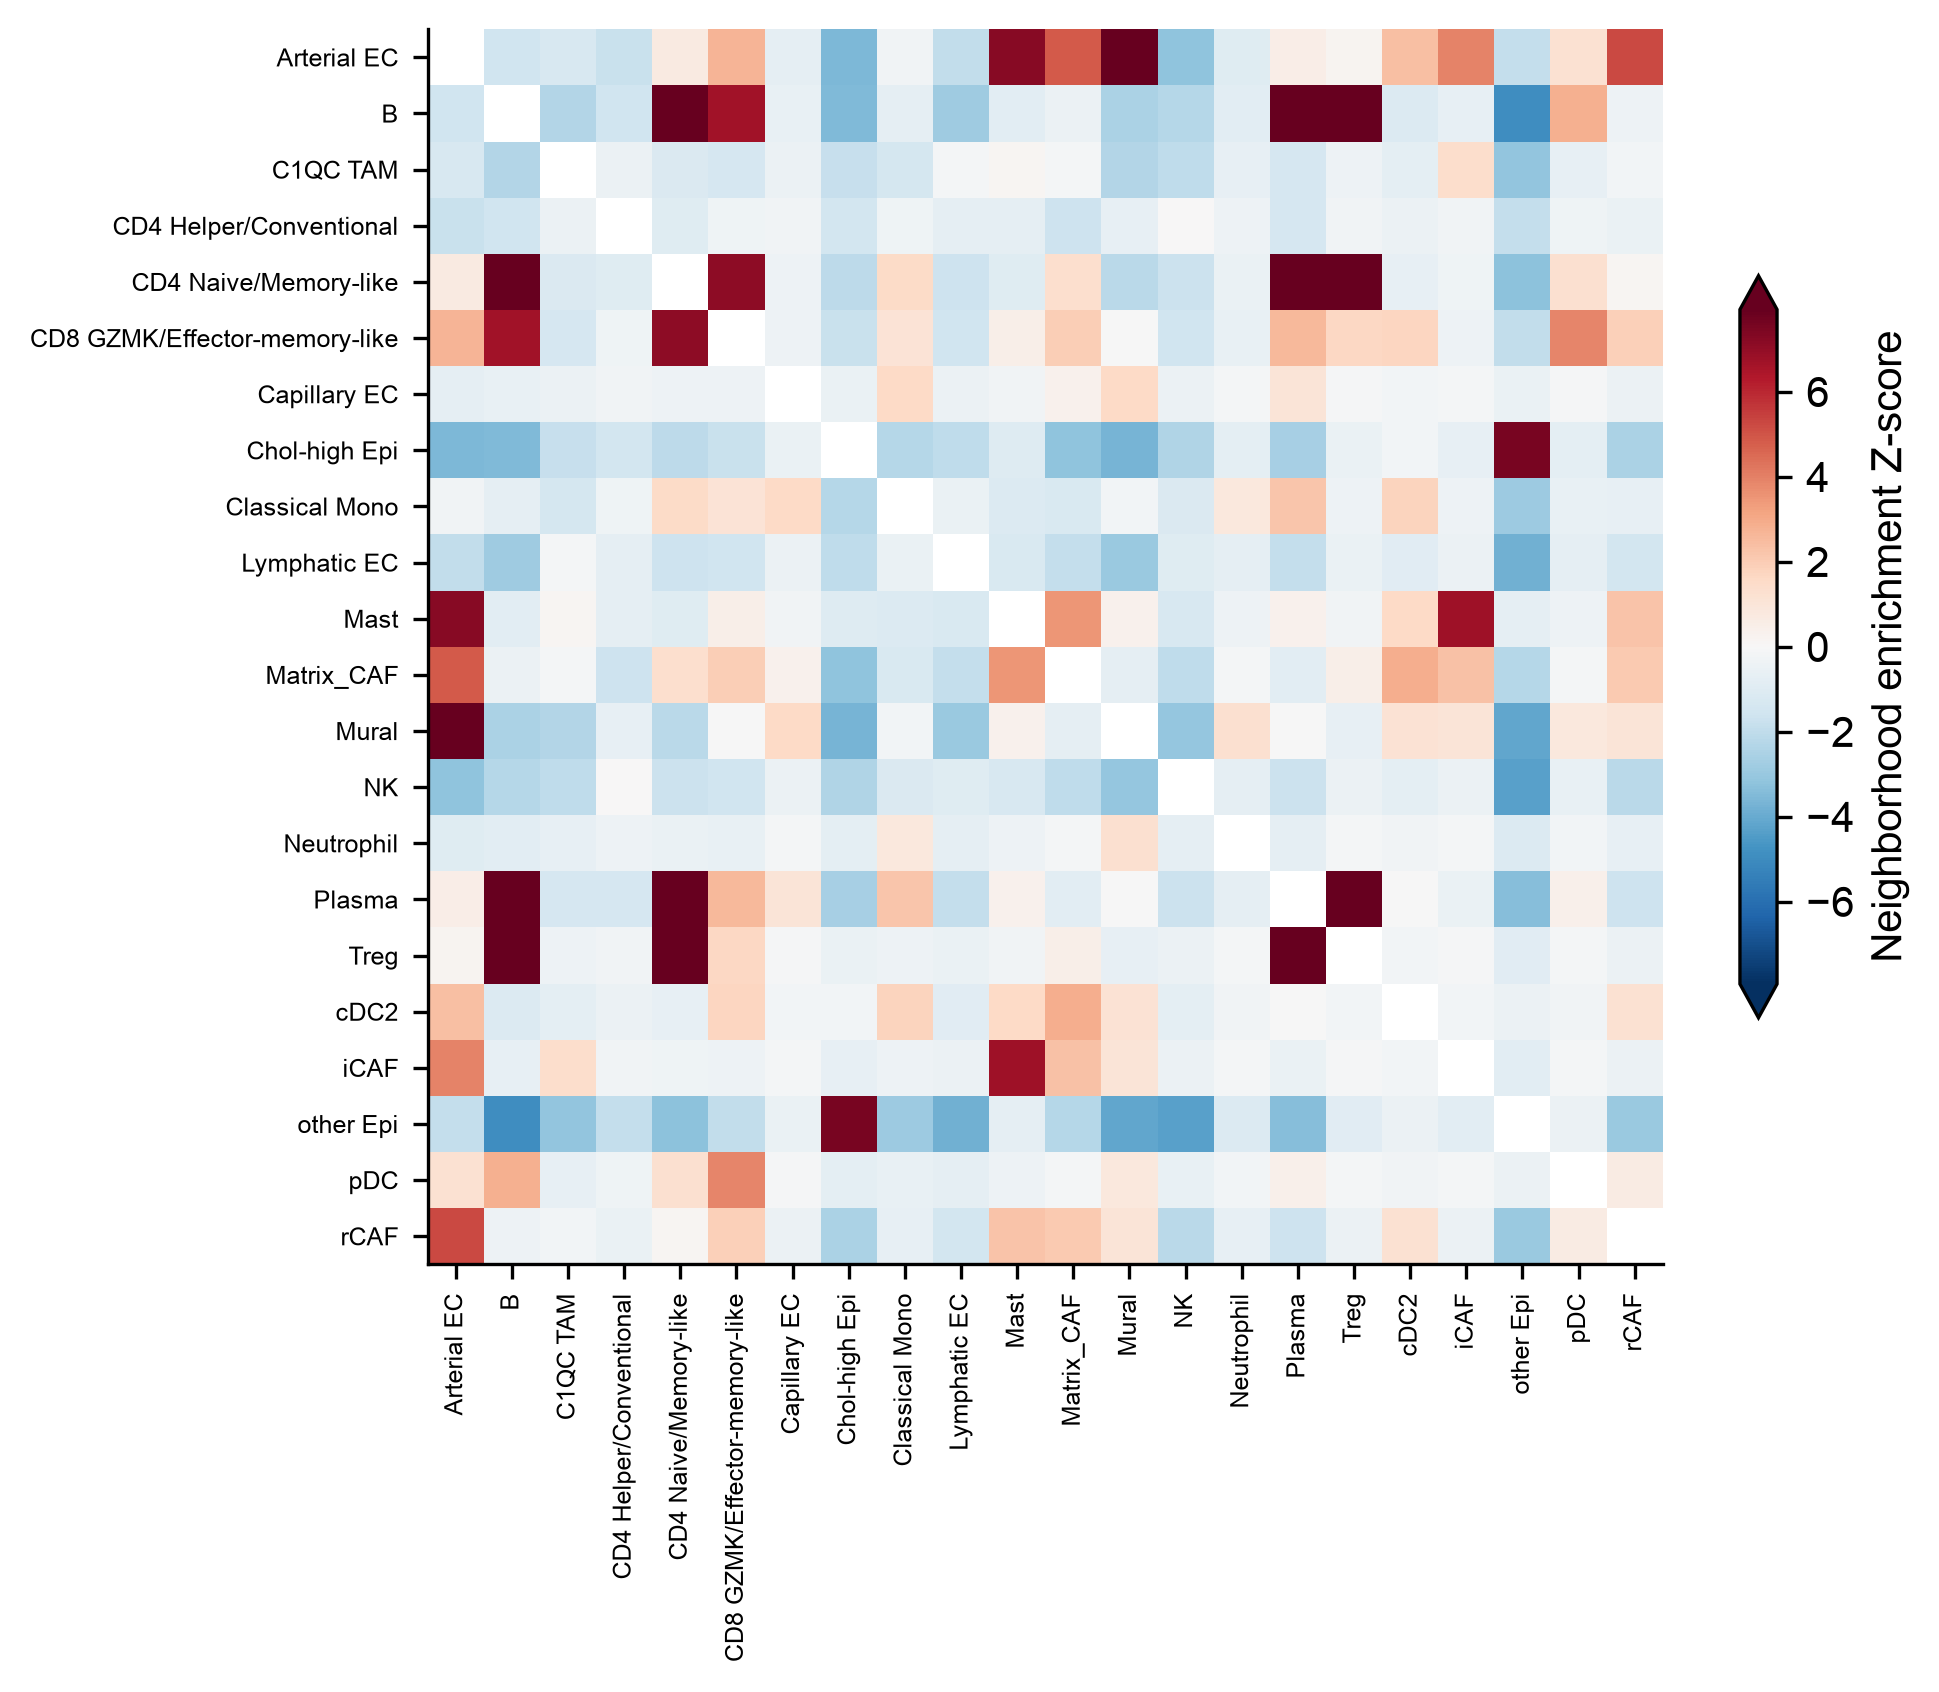 Arterial EC
B
C1QC TAM
CD4 Helper/Conventional
CD4 Naive/Memory-like
CD8 GZMK/Effector-memory-like
Capillary EC
Chol-high Epi
Classical Mono
Lymphatic EC
Mast
Matrix_CAF
Mural
NK
Neutrophil
Plasma
Treg
cDC2
iCAF
other Epi
pDC
rCAF
Arterial EC
B
C1QC TAM
CD4 Helper/Conventional
CD4 Naive/Memory-like
CD8 GZMK/Effector-memory-like
Capillary EC
Chol-high Epi
Classical Mono
Lymphatic EC
Mast
Matrix_CAF
Mural
NK
Neutrophil
Plasma
Treg
cDC2
iCAF
other Epi
pDC
rCAF
6
4
2
0
−2
−4
−6
Neighborhood enrichment Z-score